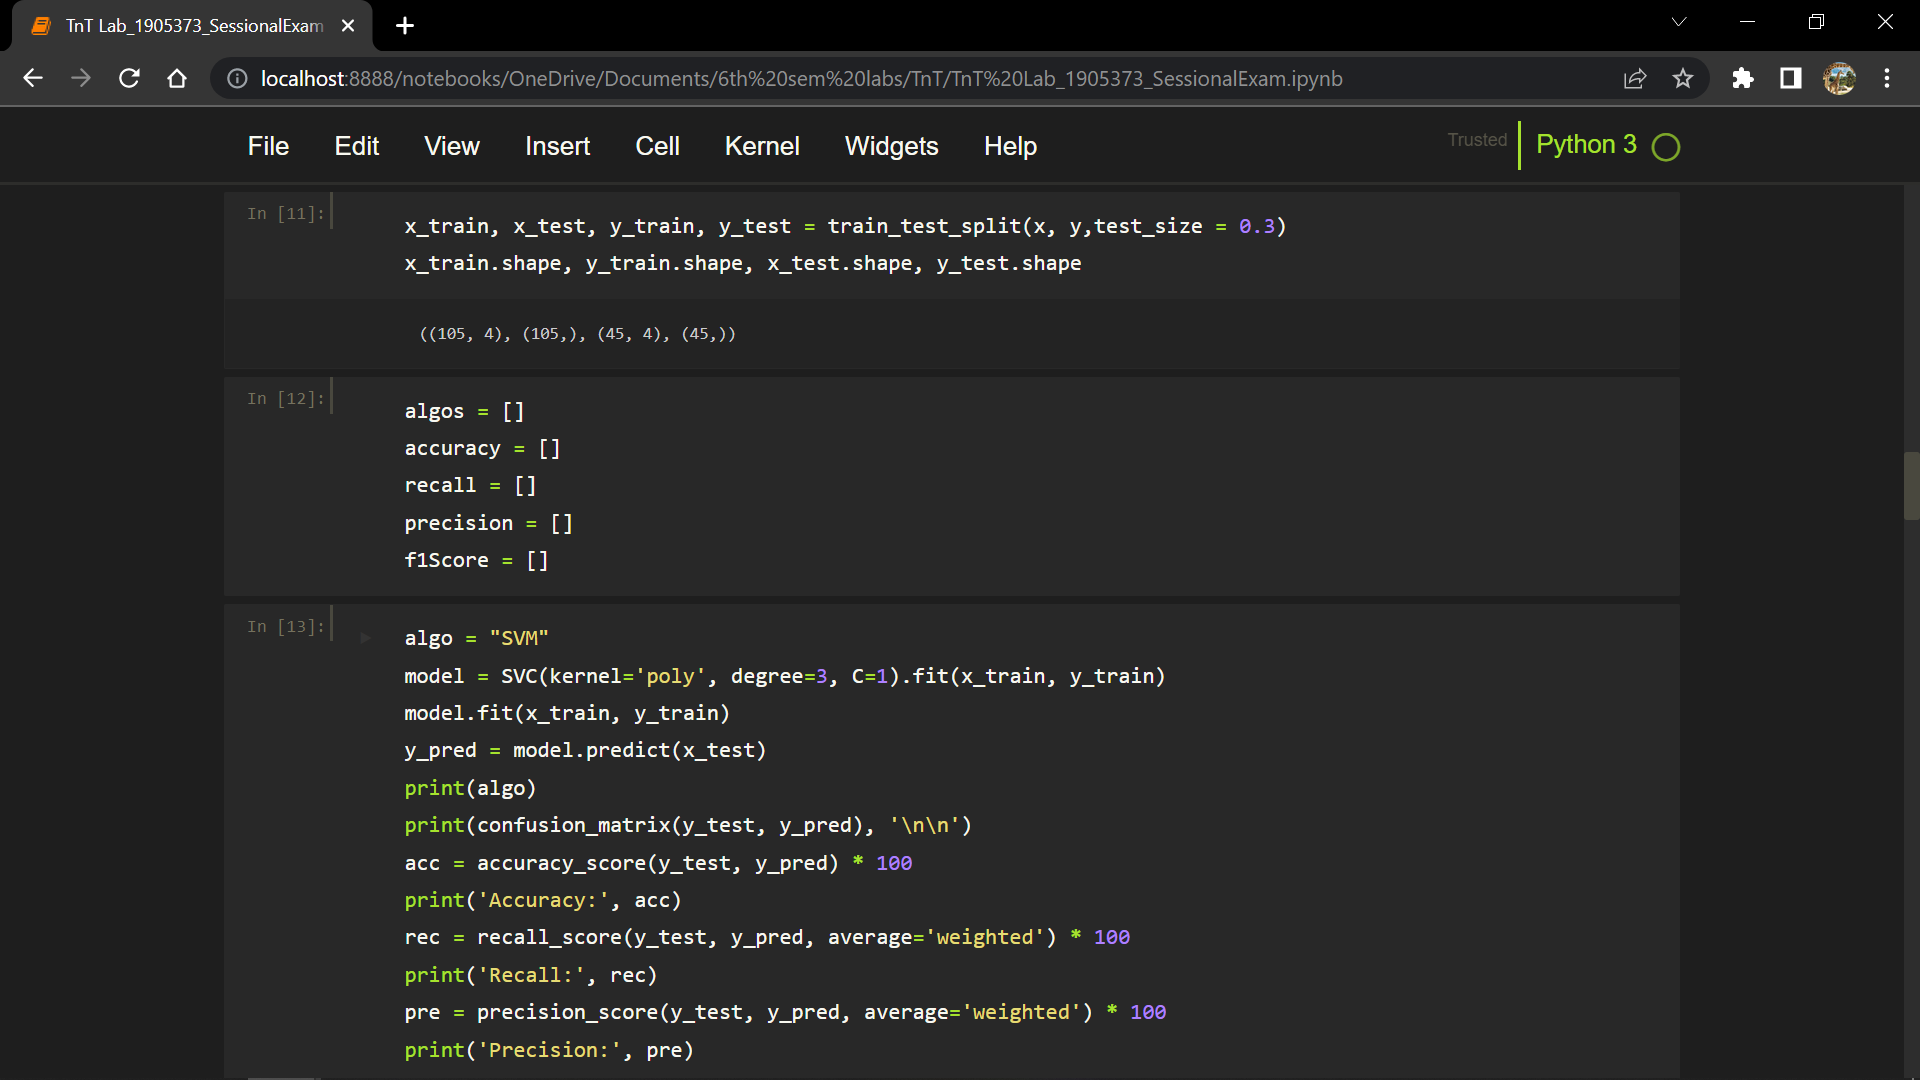 TnT Lab_1905373_SessionalExam
localhost:8888/notebooks/OneDrive/Documents/6th%20sem%20labs/TnT/TnT%20Lab_1905373_SessionalExam.ipynb
File Edit View Insert Cell Kernel Widgets Help Trusted Python 3
In [11]:
x_train, x_test, y_train, y_test = train_test_split(x, y,test_size = 0.3)
x_train.shape, y_train.shape, x_test.shape, y_test.shape
((105, 4), (105,), (45, 4), (45,))
In [12]:
algos = []
accuracy = []
recall = []
precision = []
f1Score = []
In [13]:
algo = "SVM"
model = SVC(kernel='poly', degree=3, C=1).fit(x_train, y_train)
model.fit(x_train, y_train)
y_pred = model.predict(x_test)
print(algo)
print(confusion_matrix(y_test, y_pred), '\n\n')
acc = accuracy_score(y_test, y_pred) * 100
print('Accuracy:', acc)
rec = recall_score(y_test, y_pred, average='weighted') * 100
print('Recall:', rec)
pre = precision_score(y_test, y_pred, average='weighted') * 100
print('Precision:', pre)